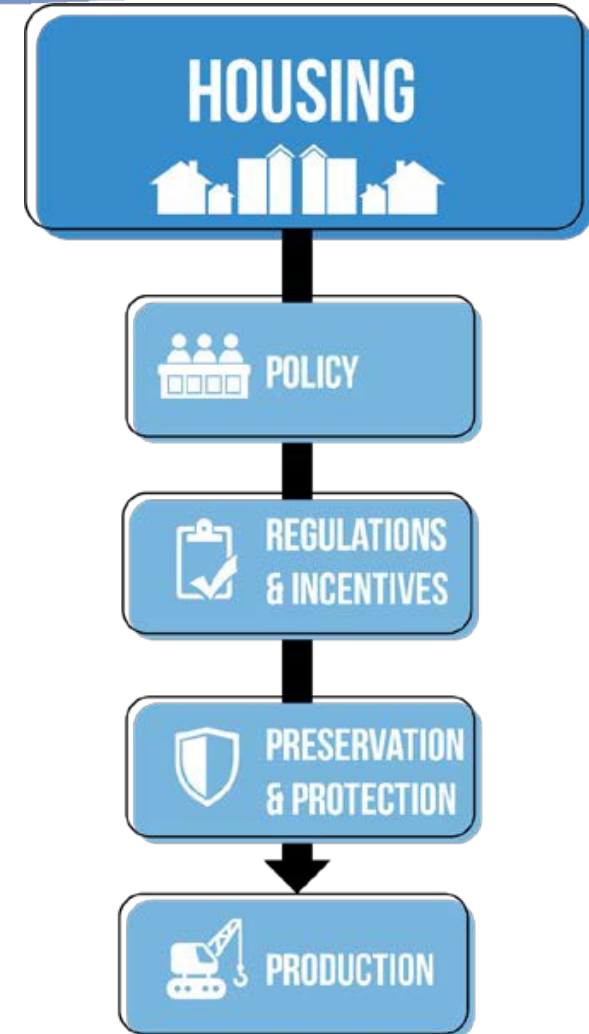 HOUSING
POLICY
REGULATIONS
& INCENTIVES
PRESERVATION
& PROTECTION
PRODUCTION